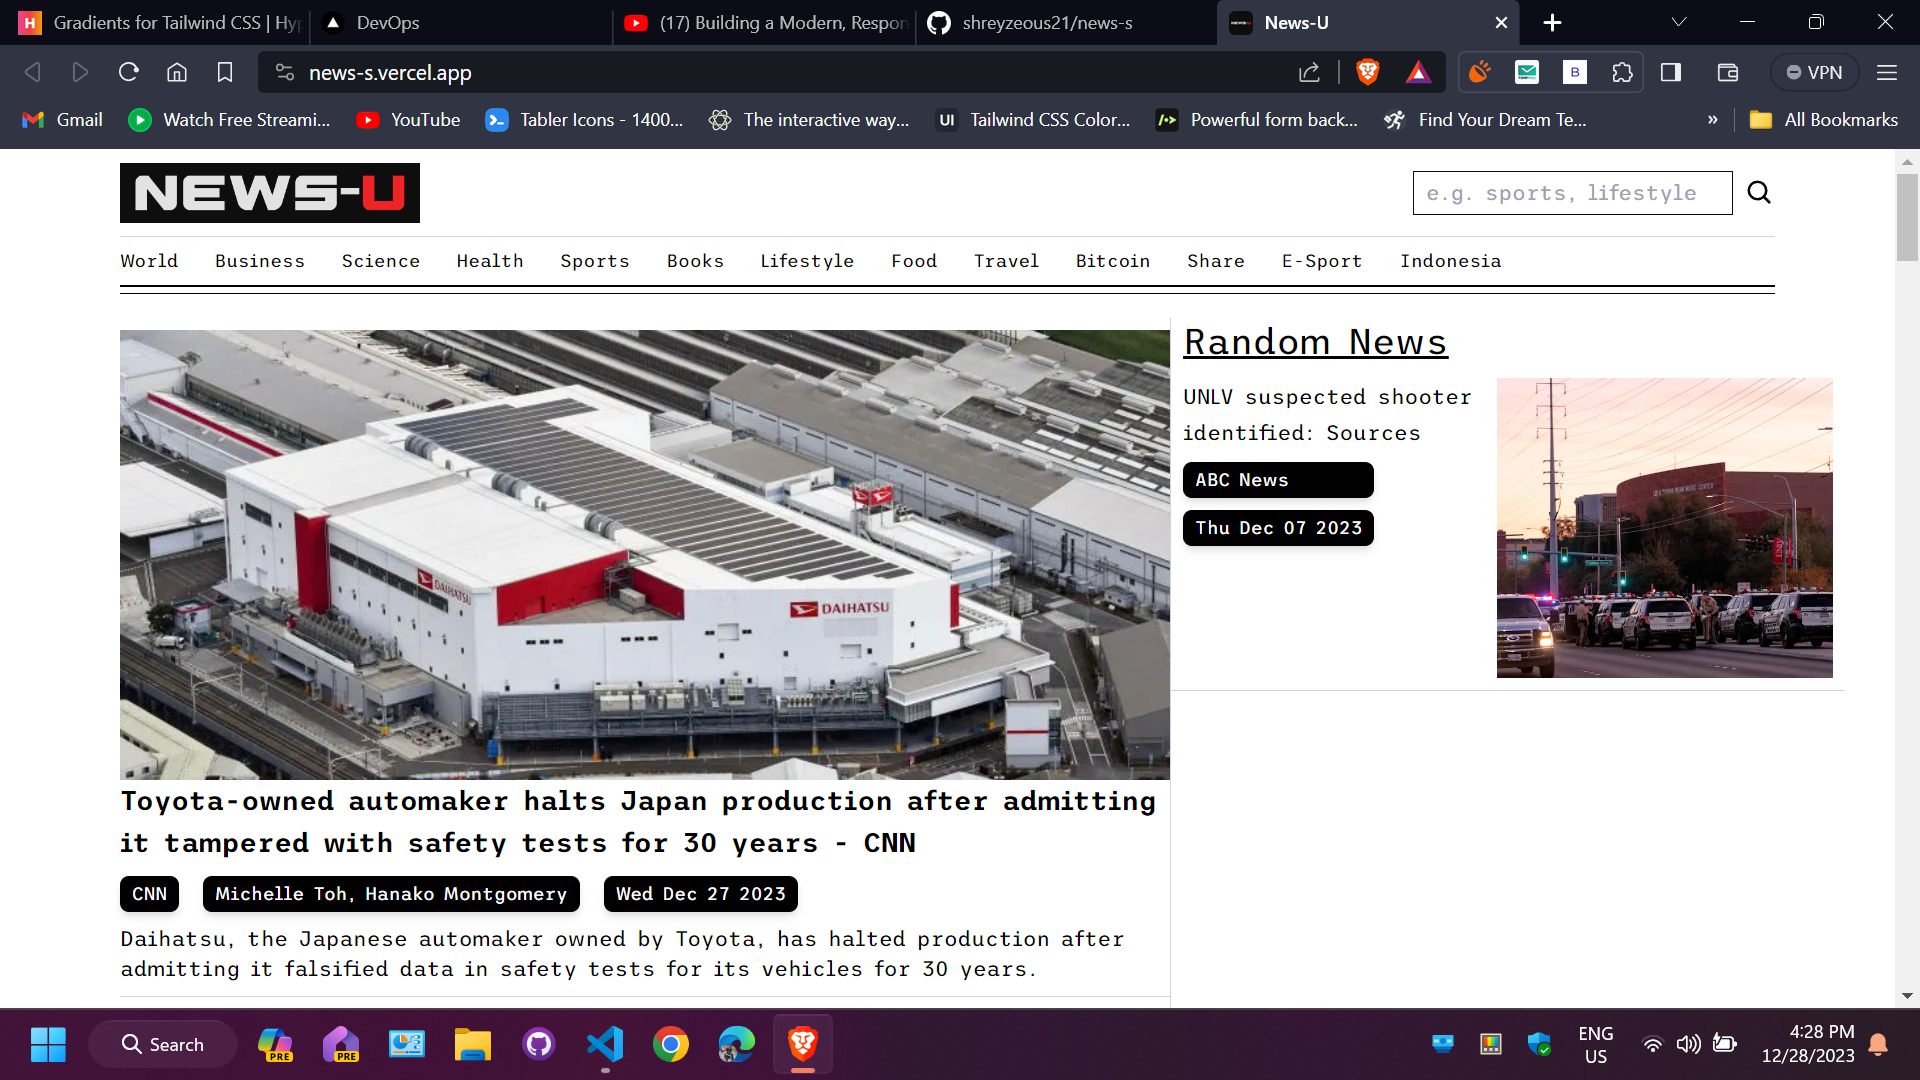 Gradients for Tailwind CSS | Hyp
DevOps
(17) Building a Modern, Respon
shreyzeous21/news-s
News-U
news-s.vercel.app
VPN
Gmail
Watch Free Streami...
YouTube
Tabler Icons - 1400...
The interactive way...
UI
Tailwind CSS Color...
Powerful form back...
Find Your Dream Te...
»
All Bookmarks
NEWS-U
e.g. sports, lifestyle
World Business Science Health Sports Books Lifestyle Food Travel Bitcoin Share E-Sport Indonesia
DAIHATSU
DAIHATSU
Toyota-owned automaker halts Japan production after admitting
it tampered with safety tests for 30 years - CNN
CNN
Michelle Toh, Hanako Montgomery
Wed Dec 27 2023
Daihatsu, the Japanese automaker owned by Toyota, has halted production after
admitting it falsified data in safety tests for its vehicles for 30 years.
Random News
UNLV suspected shooter
identified: Sources
ABC News
Thu Dec 07 2023
Search
PRE
PRE
ENG
US
4:28 PM
12/28/2023